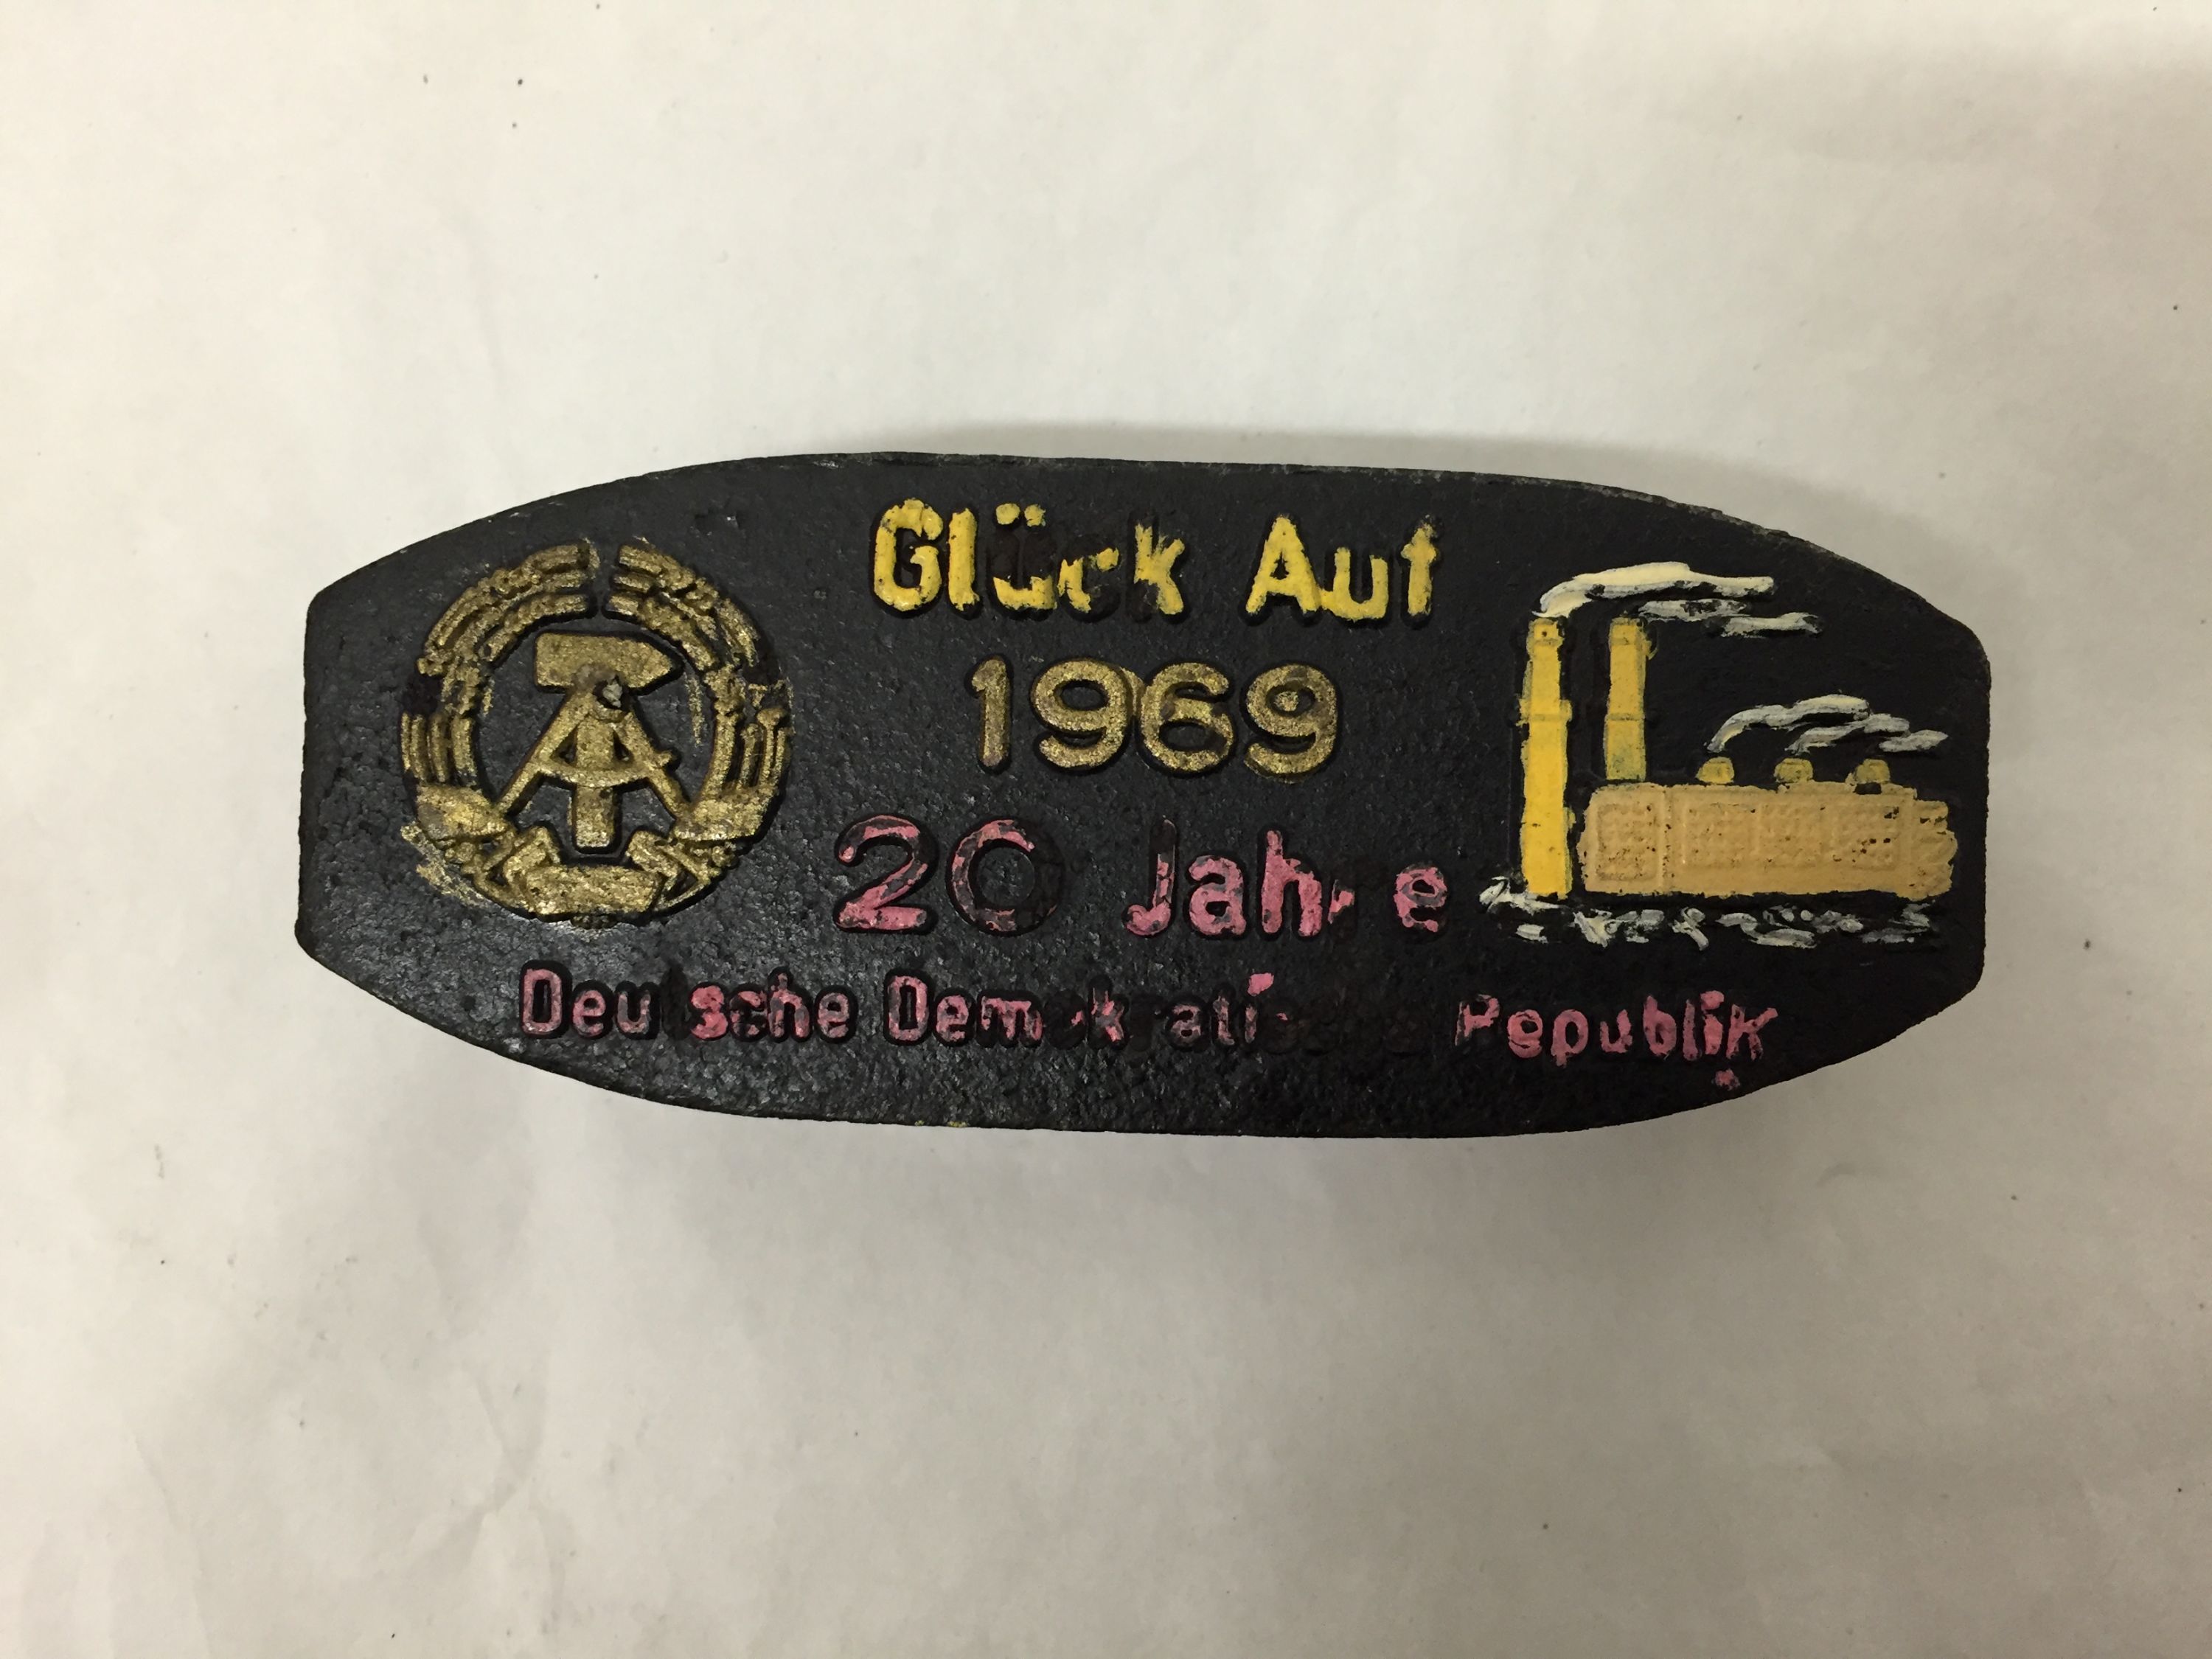 Glück Auf
1969
20 Jahre
Deutsche Demokratische Republik